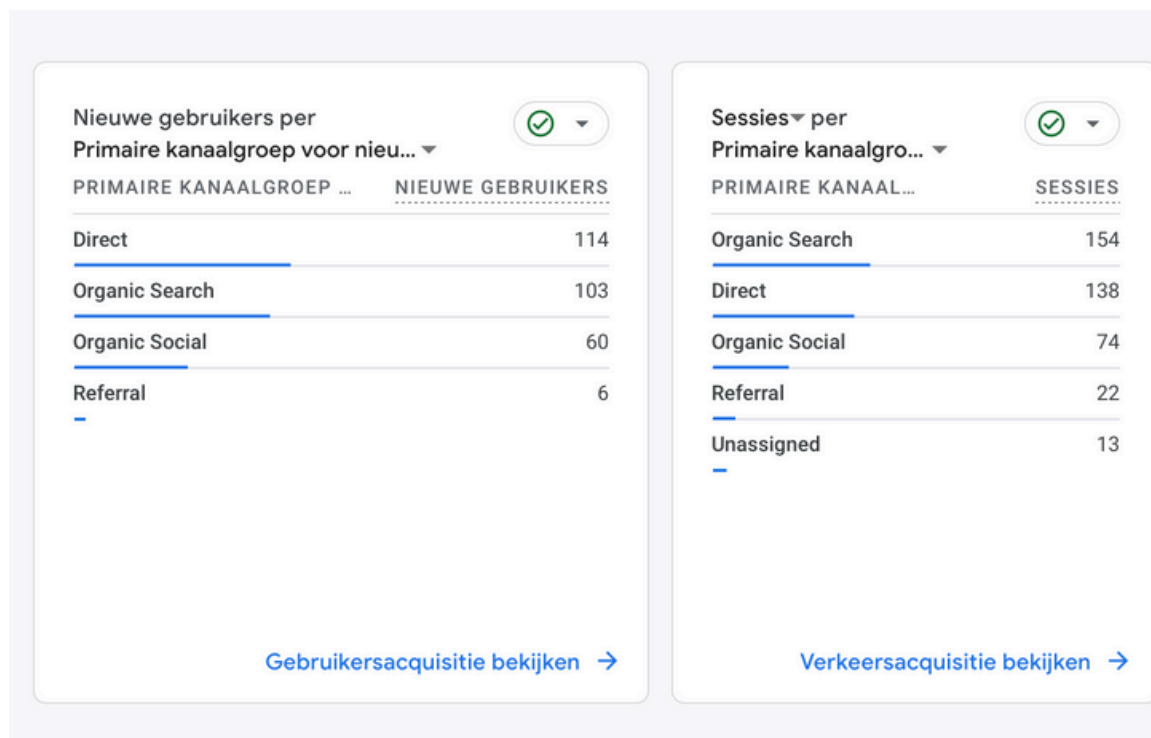 Nieuwe gebruikers per
Primaire kanaalgroep voor nieu...
PRIMAIRE KANAALGROEP ... NIEUWE GEBRUIKERS
Direct 114
Organic Search 103
Organic Social 60
Referral 6
Gebruikersacquisitie bekijken
Sessies per
Primaire kanaalgro...
PRIMAIRE KANAAL... SESSIES
Organic Search 154
Direct 138
Organic Social 74
Referral 22
Unassigned 13
Verkeersacquisitie bekijken